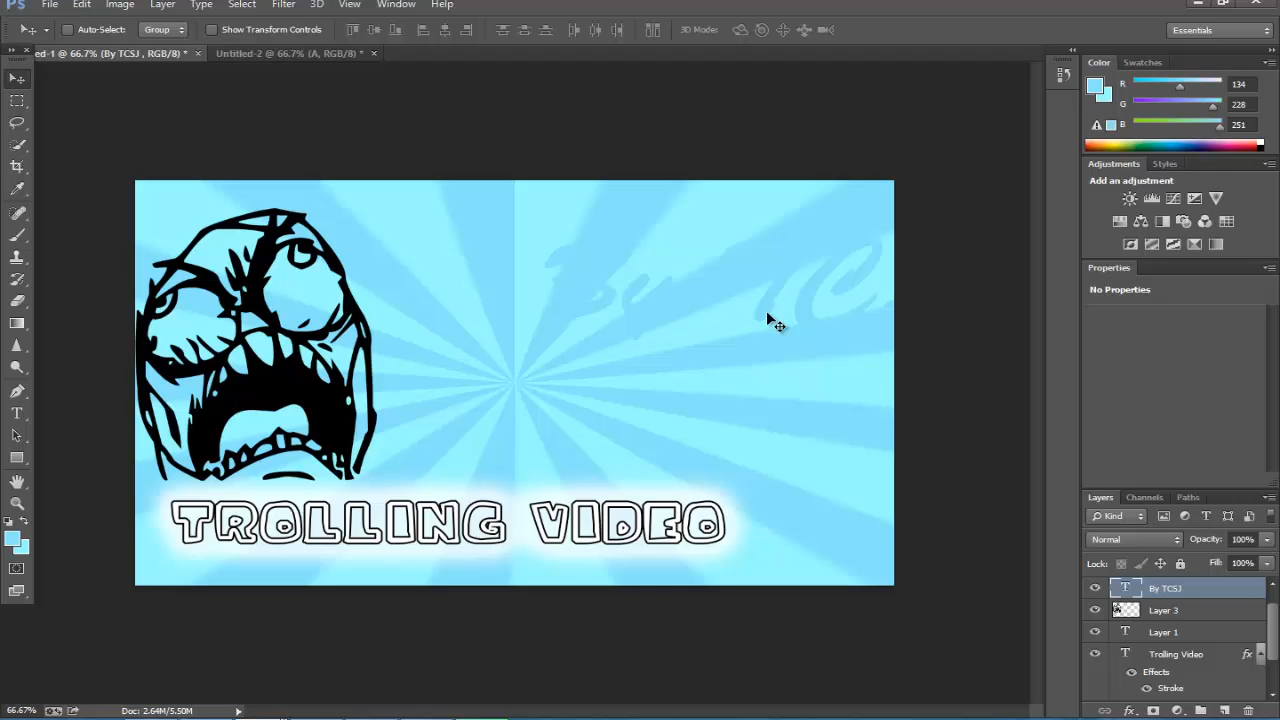 Ps File Edit Image Layer Type Select Filter 3D View Window Help
Auto-Select: Group Show Transform Controls 3D Mode: Essentials
ed-1 @ 66.7% (By TCSJ , RGB/8) * × Untitled-2 @ 66.7% (A, RGB/8) * ×
Color Swatches
R 134
G 228
B 251
Adjustments Styles
Add an adjustment
Properties
No Properties
By TCS
TROLLING VIDEO
Layers Channels Paths
Kind
Normal Opacity: 100%
Lock: Fill: 100%
T By TCSJ
Layer 3
T Layer 1
T Trolling Video fx
Effects
Stroke
66.67% Doc: 2.64M/5.50M